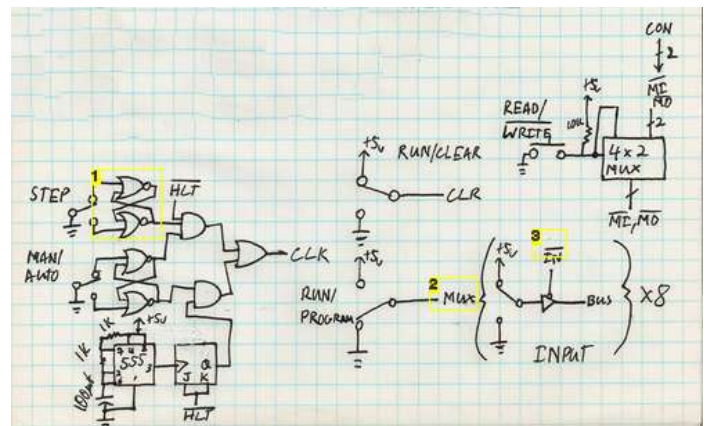 CON
2
MI
MO
+5v
READ/
WRITE
10K
2
4x2
MUX
MI, MO
+5v
RUN/CLEAR
CLR
1
STEP
HLT
MAN/
AUTO
CLK
+5v
RUN/
PROGRAM
2
MUX
3
+5v
BUS
X8
INPUT
1K
+5v
1K
555
3
J K
Q
HLT